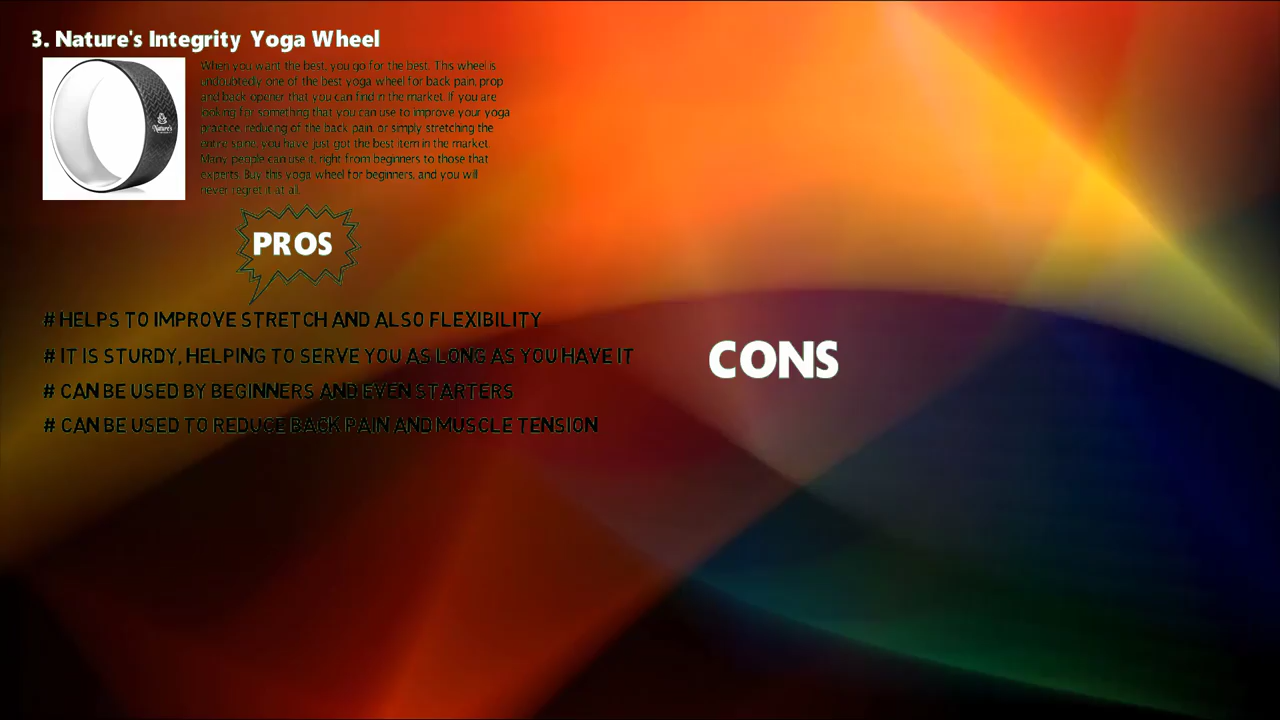 3. Nature's Integrity Yoga Wheel
When you want the best, you go for the best. This wheel is
undoubtedly one of the best yoga wheel for back pain, prop
and back opener that you can find in the market. If you are
looking for something that you can use to improve your yoga
practice, reducing of the back pain, or simply stretching the
entire spine, you have just got the best item in the market.
Many people can use it, right from beginners to those that
experts. Buy this yoga wheel for beginners, and you will
never regret it at all.
Nature's
PROS
# HELPS TO IMPROVE STRETCH AND ALSO FLEXIBILITY
# IT IS STURDY, HELPING TO SERVE YOU AS LONG AS YOU HAVE IT
# CAN BE USED BY BEGINNERS AND EVEN STARTERS
# CAN BE USED TO REDUCE BACK PAIN AND MUSCLE TENSION
CONS